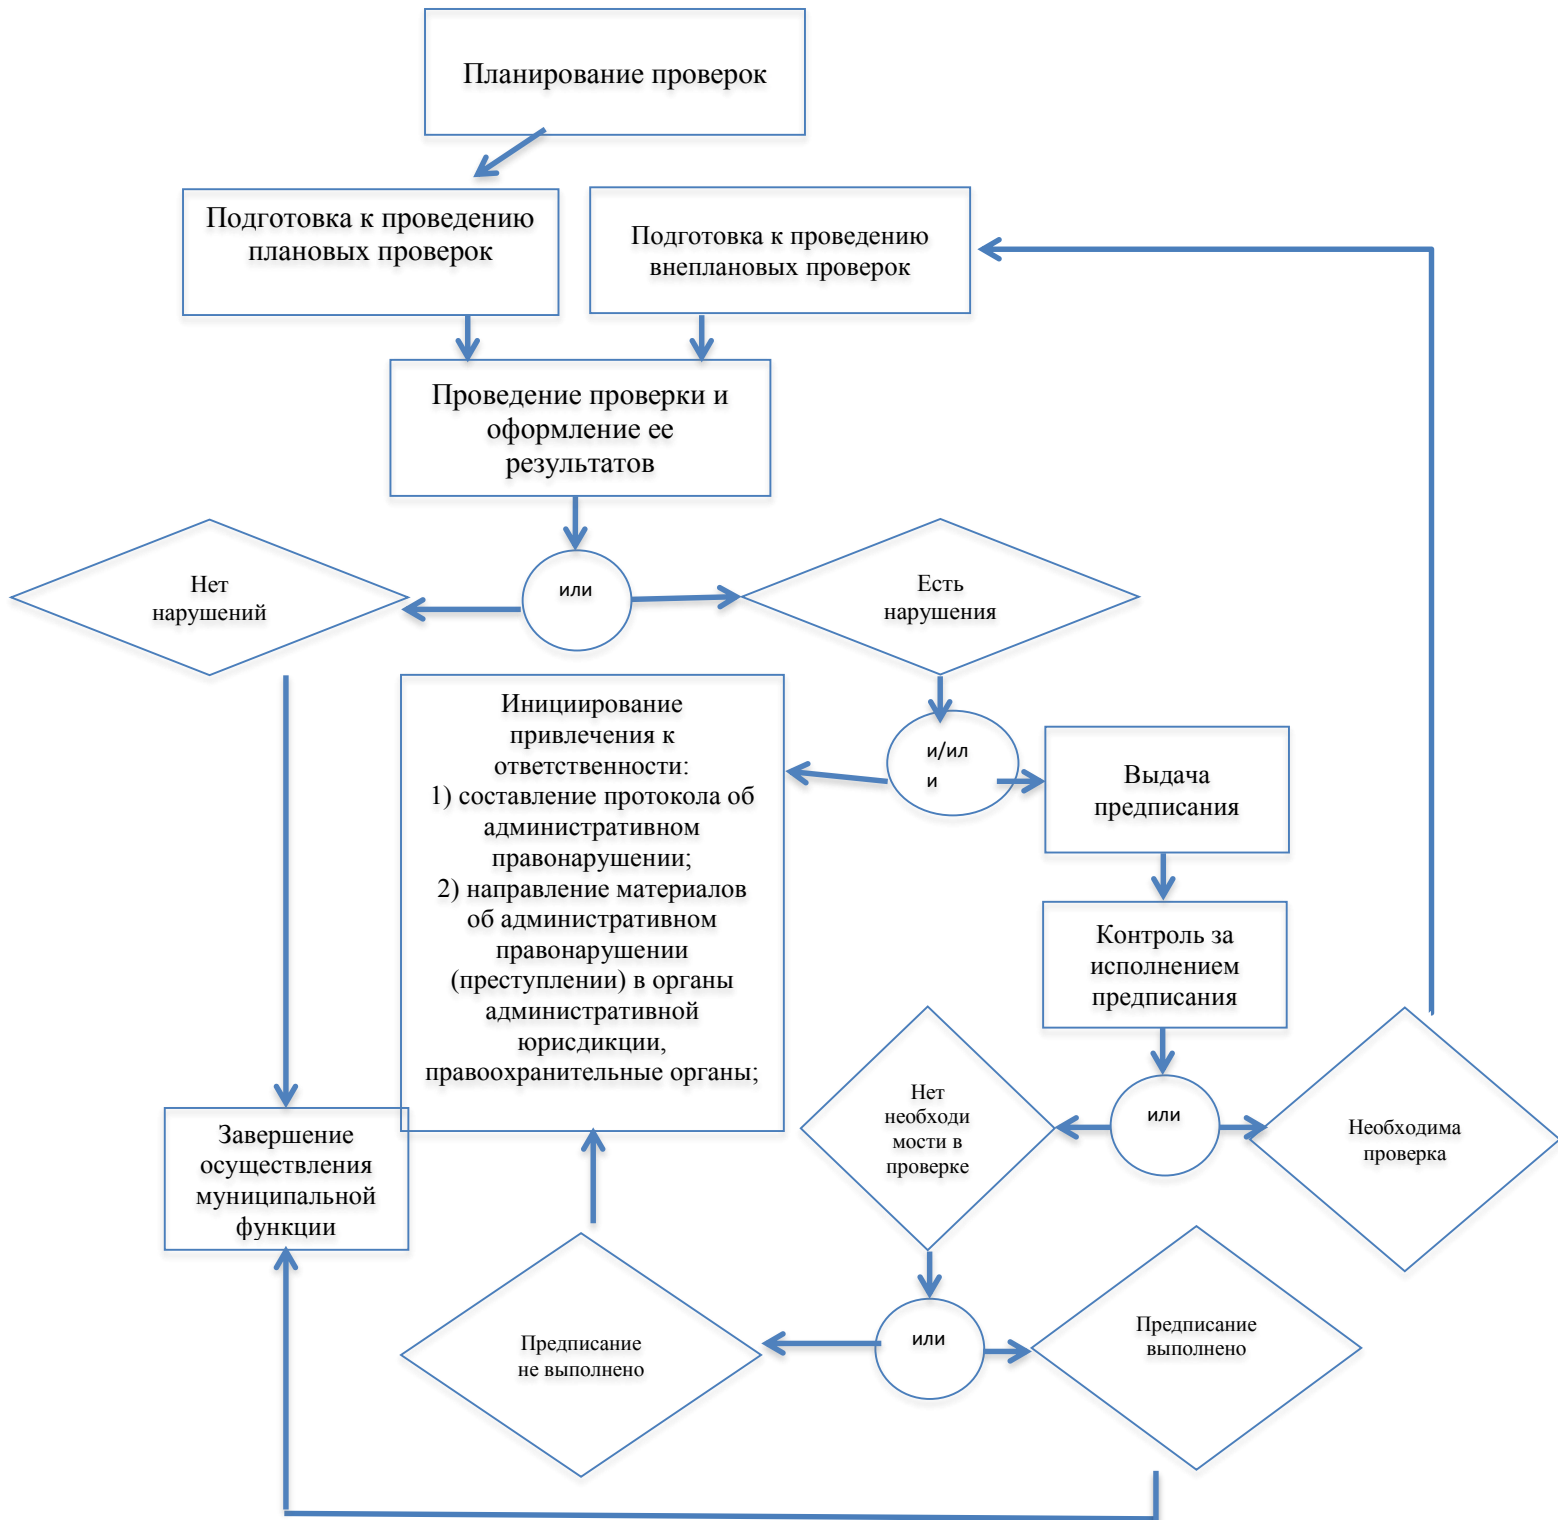 Планирование проверок
Подготовка к проведению
плановых проверок
Подготовка к проведению
внеплановых проверок
Проведение проверки и
оформление ее
результатов
Нет
нарушений
или
Есть
нарушения
Инициирование
привлечения к
ответственности:
1) составление протокола об
административном
правонарушении;
2) направление материалов
об административном
правонарушении
(преступлении) в органы
административной
юрисдикции,
правоохранительные органы;
и/ил
и
Выдача
предписания
Контроль за
исполнением
предписания
Нет
необходи
мости в
проверке
или
Необходима
проверка
Завершение
осуществления
муниципальной
функции
Предписание
не выполнено
или
Предписание
выполнено